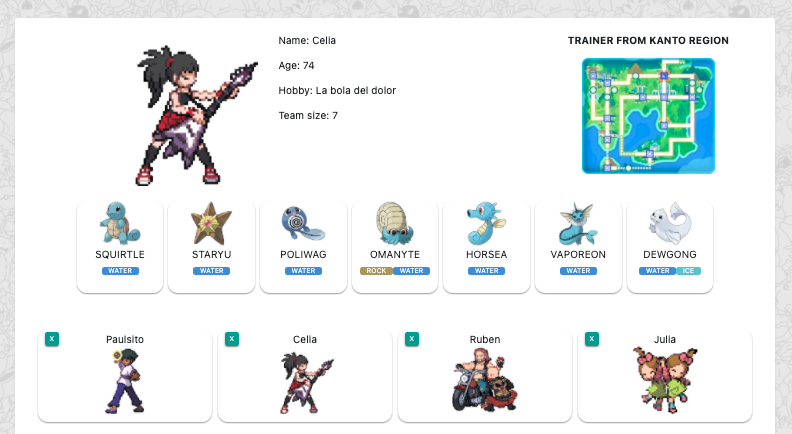 Name: Celia
Age: 74
Hobby: La bola del dolor
Team size: 7
TRAINER FROM KANTO REGION
SQUIRTLE
WATER
STARYU
WATER
POLIWAG
WATER
OMANYTE
ROCK WATER
HORSEA
WATER
VAPOREON
WATER
DEWGONG
WATER ICE
X Paulsito
X Celia
X Ruben
X Julia